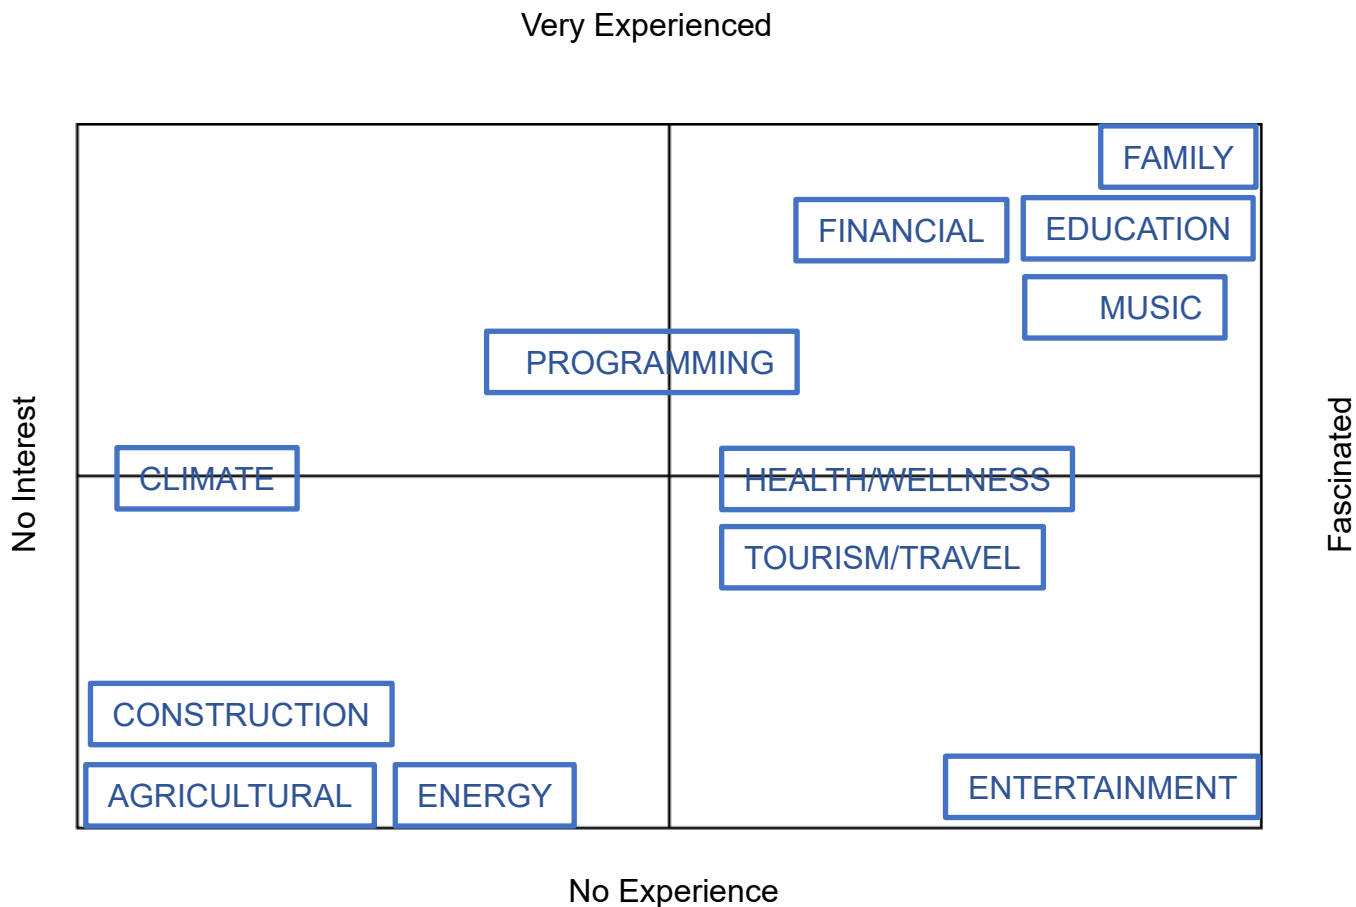 Very Experienced
FAMILY
FINANCIAL
EDUCATION
MUSIC
PROGRAMMING
No Interest
Fascinated
CLIMATE
HEALTH/WELLNESS
TOURISM/TRAVEL
CONSTRUCTION
AGRICULTURAL
ENERGY
ENTERTAINMENT
No Experience